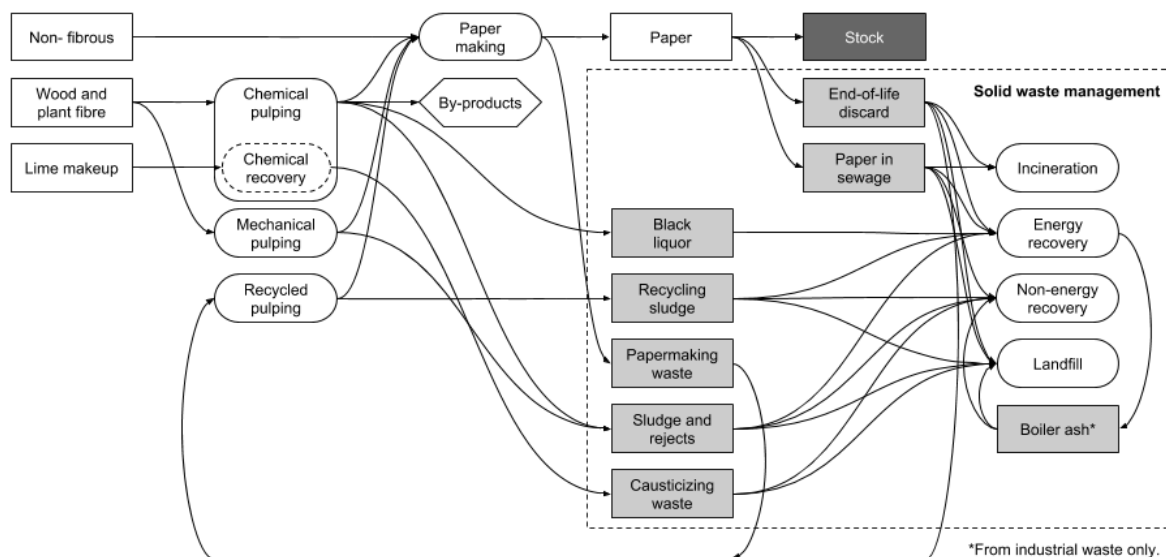 Non- fibrous
Paper
making
Paper
Stock
Wood and
plant fibre
Chemical
pulping
By-products
End-of-life
discard
Solid waste management
Lime makeup
Chemical
recovery
Paper in
sewage
Incineration
Mechanical
pulping
Black
liquor
Energy
recovery
Recycled
pulping
Recycling
sludge
Non-energy
recovery
Papermaking
waste
Landfill
Sludge and
rejects
Boiler ash*
Causticizing
waste
*From industrial waste only.